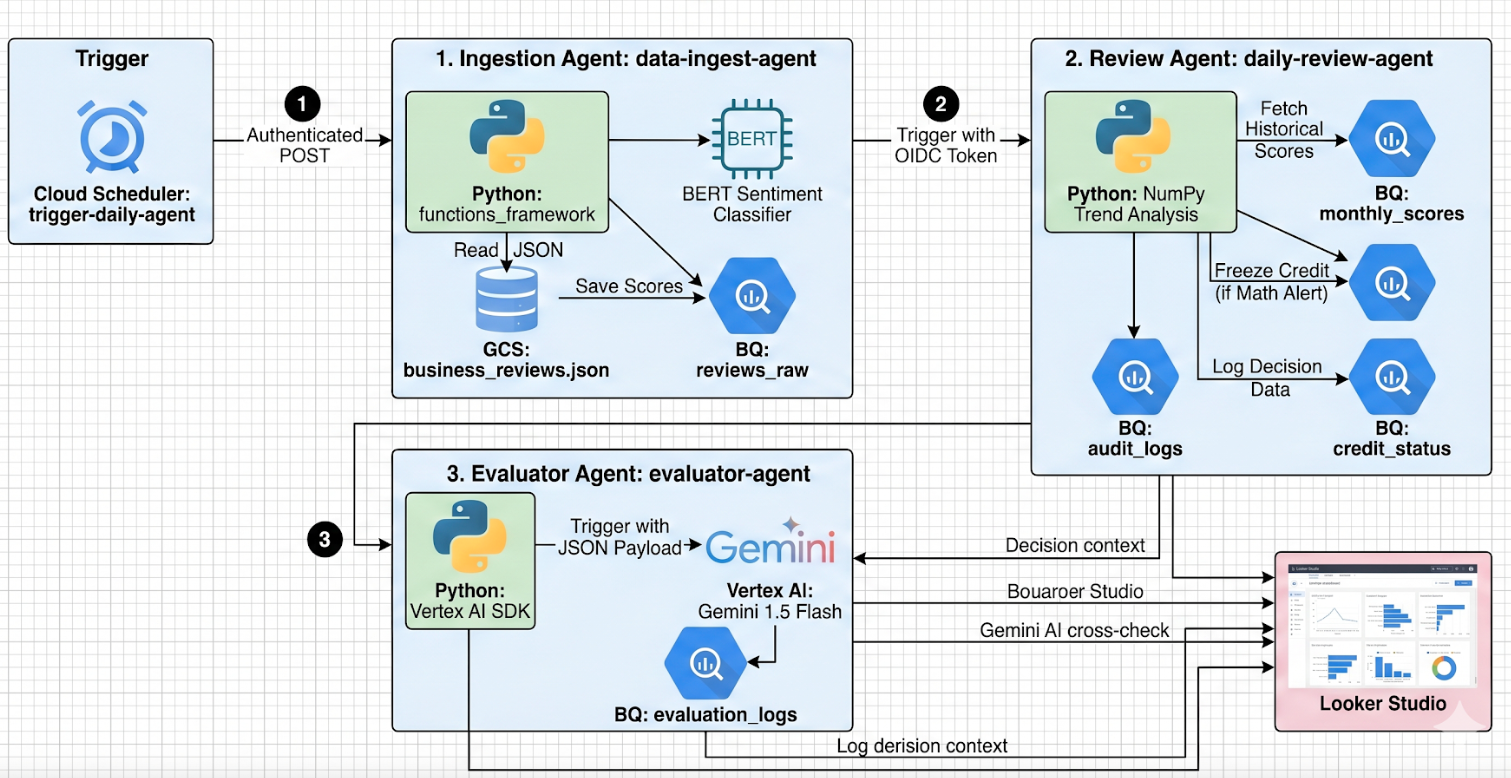 Trigger
Cloud Scheduler:
trigger-daily-agent
1
Authenticated
POST
1. Ingestion Agent: data-ingest-agent
Python:
functions_framework
BERT
BERT Sentiment
Classifier
Read JSON
Save Scores
GCS:
business_reviews.json
BQ:
reviews_raw
2
Trigger with
OIDC Token
2. Review Agent: daily-review-agent
Python: NumPy
Trend Analysis
Fetch
Historical
Scores
BQ:
monthly_scores
Freeze Credit
(if Math Alert)
Log Decision
Data
BQ:
audit_logs
BQ:
credit_status
3
3. Evaluator Agent: evaluator-agent
Python:
Vertex AI SDK
Trigger with
JSON Payload
Gemini
Vertex AI:
Gemini 1.5 Flash
BQ: evaluation_logs
Decision context
Bouaroer Studio
Gemini AI cross-check
Log derision context
Looker Studio
Looker Studio